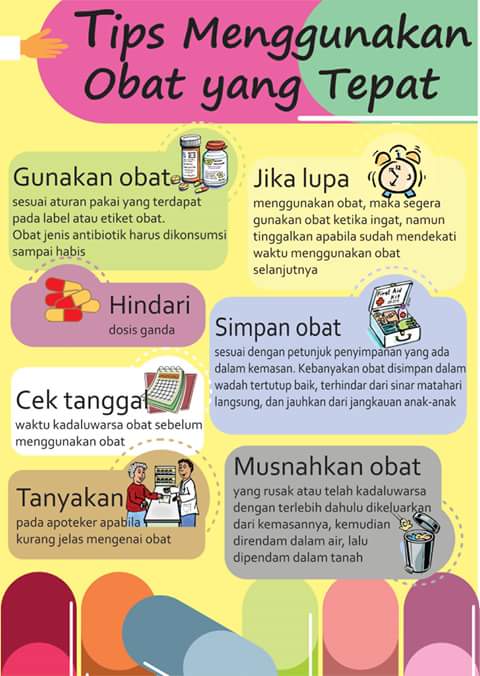 Tips Menggunakan
Obat yang Tepat
Gunakan obat
sesuai aturan pakai yang terdapat
pada label atau etiket obat.
Obat jenis antibiotik harus dikonsumsi
sampai habis
Jika lupa
menggunakan obat, maka segera
gunakan obat ketika ingat, namun
tinggalkan apabila sudah mendekati
waktu menggunakan obat
selanjutnya
Hindari
dosis ganda
Simpan obat
sesuai dengan petunjuk penyimpanan yang ada
dalam kemasan. Kebanyakan obat disimpan dalam
wadah tertutup baik, terhindar dari sinar matahari
langsung, dan jauhkan dari jangkauan anak-anak
First Aid
Kit
Cek tanggal
waktu kadaluwarsa obat sebelum
menggunakan obat
Tanyakan
pada apoteker apabila
kurang jelas mengenai obat
Musnahkan obat
yang rusak atau telah kadaluwarsa
dengan terlebih dahulu dikeluarkan
dari kemasannya, kemudian
direndam dalam air, lalu
dipendam dalam tanah